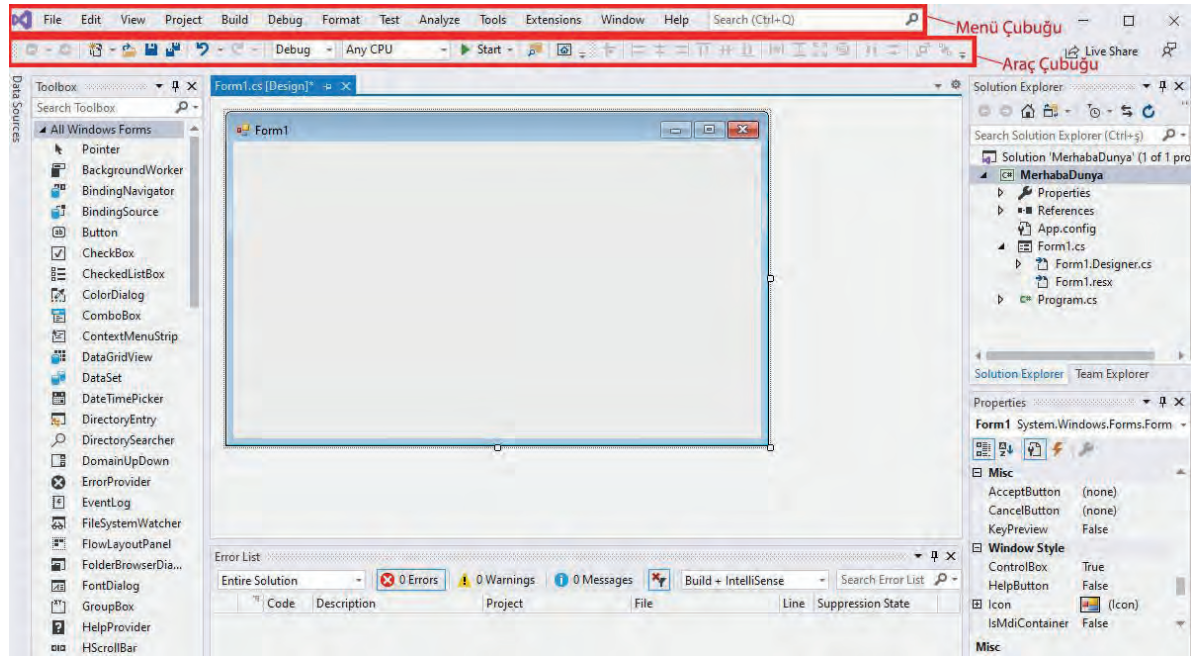 File Edit View Project Build Debug Format Test Analyze Tools Extensions Window Help Search (Ctrl+Q)
Menü Çubuğu
Debug Any CPU Start
Live Share
Araç Çubuğu
Data Sources
Toolbox
Search Toolbox
All Windows Forms
Pointer
BackgroundWorker
BindingNavigator
BindingSource
Button
CheckBox
CheckedListBox
ColorDialog
ComboBox
ContextMenuStrip
DataGridView
DataSet
DateTimePicker
DirectoryEntry
DirectorySearcher
DomainUpDown
ErrorProvider
EventLog
FileSystemWatcher
FlowLayoutPanel
FolderBrowserDia...
FontDialog
GroupBox
HelpProvider
HScrollBar
Form1.cs [Design]*
Form1
Error List
Entire Solution 0 Errors 0 Warnings 0 Messages Build + IntelliSense Search Error List
Code Description Project File Line Suppression State
Solution Explorer
Search Solution Explorer (Ctrl+ş)
Solution 'MerhabaDunya' (1 of 1 pro
MerhabaDunya
Properties
References
App.config
Form1.cs
Form1.Designer.cs
Form1.resx
Program.cs
Solution Explorer Team Explorer
Properties
Form1 System.Windows.Forms.Form
Misc
AcceptButton (none)
CancelButton (none)
KeyPreview False
Window Style
ControlBox True
HelpButton False
Icon (Icon)
IsMdiContainer False
Misc